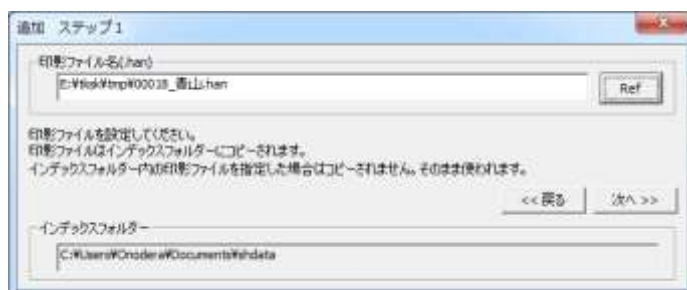 追加 ステップ1
印影ファイル名(.han)
E:¥tksk¥tmp¥00018_青山.han
Ref
印影ファイルを設定してください。
印影ファイルはインデックスフォルダーにコピーされます。
インデックスフォルダー内の印影ファイルを指定した場合はコピーされません。そのまま使われます。
<< 戻る
次へ >>
インデックスフォルダー
C:¥Users¥Onodera¥Documents¥shdata